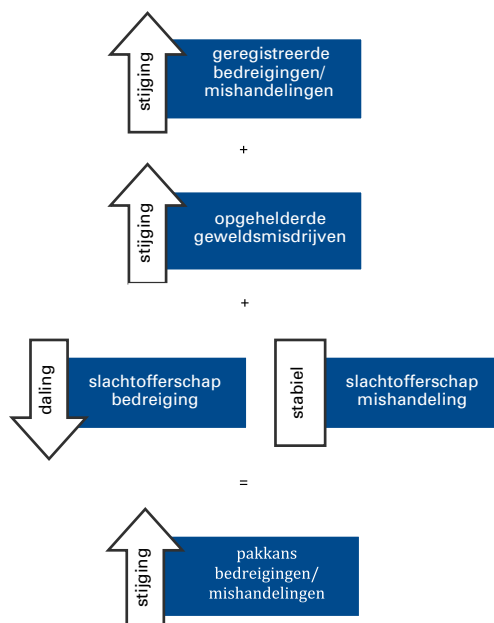 stijging
geregistreerde
bedreigingen/
mishandelingen
+
stijging
opgehelderde
geweldsmisdrijven
+
daling
slachtofferschap
bedreiging
stabiel
slachtofferschap
mishandeling
=
stijging
pakkans
bedreigingen/
mishandelingen